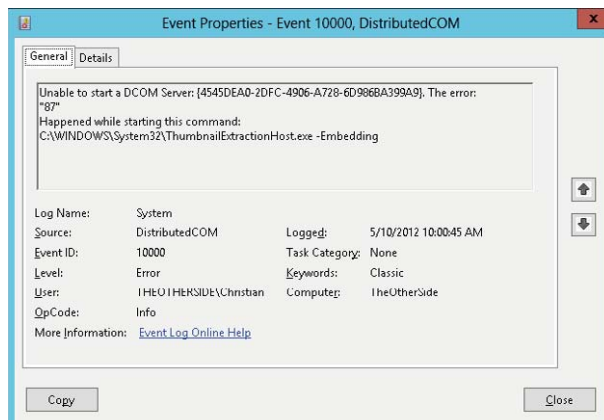 Event Properties - Event 10000, DistributedCOM
x
General Details
Unable to start a DCOM Server: {4545DEA0-2DFC-4906-A728-6D986BA399A9}. The error:
"87"
Happened while starting this command:
C:\WINDOWS\System32\ThumbnailExtractionHost.exe -Embedding
Log Name: System
Source: DistributedCOM Logged: 5/10/2012 10:00:45 AM
Event ID: 10000 Task Category: None
Level: Error Keywords: Classic
User: THEOTHERSIDE\Christian Computer: TheOtherSide
OpCode: Info
More Information: Event Log Online Help
Copy Close